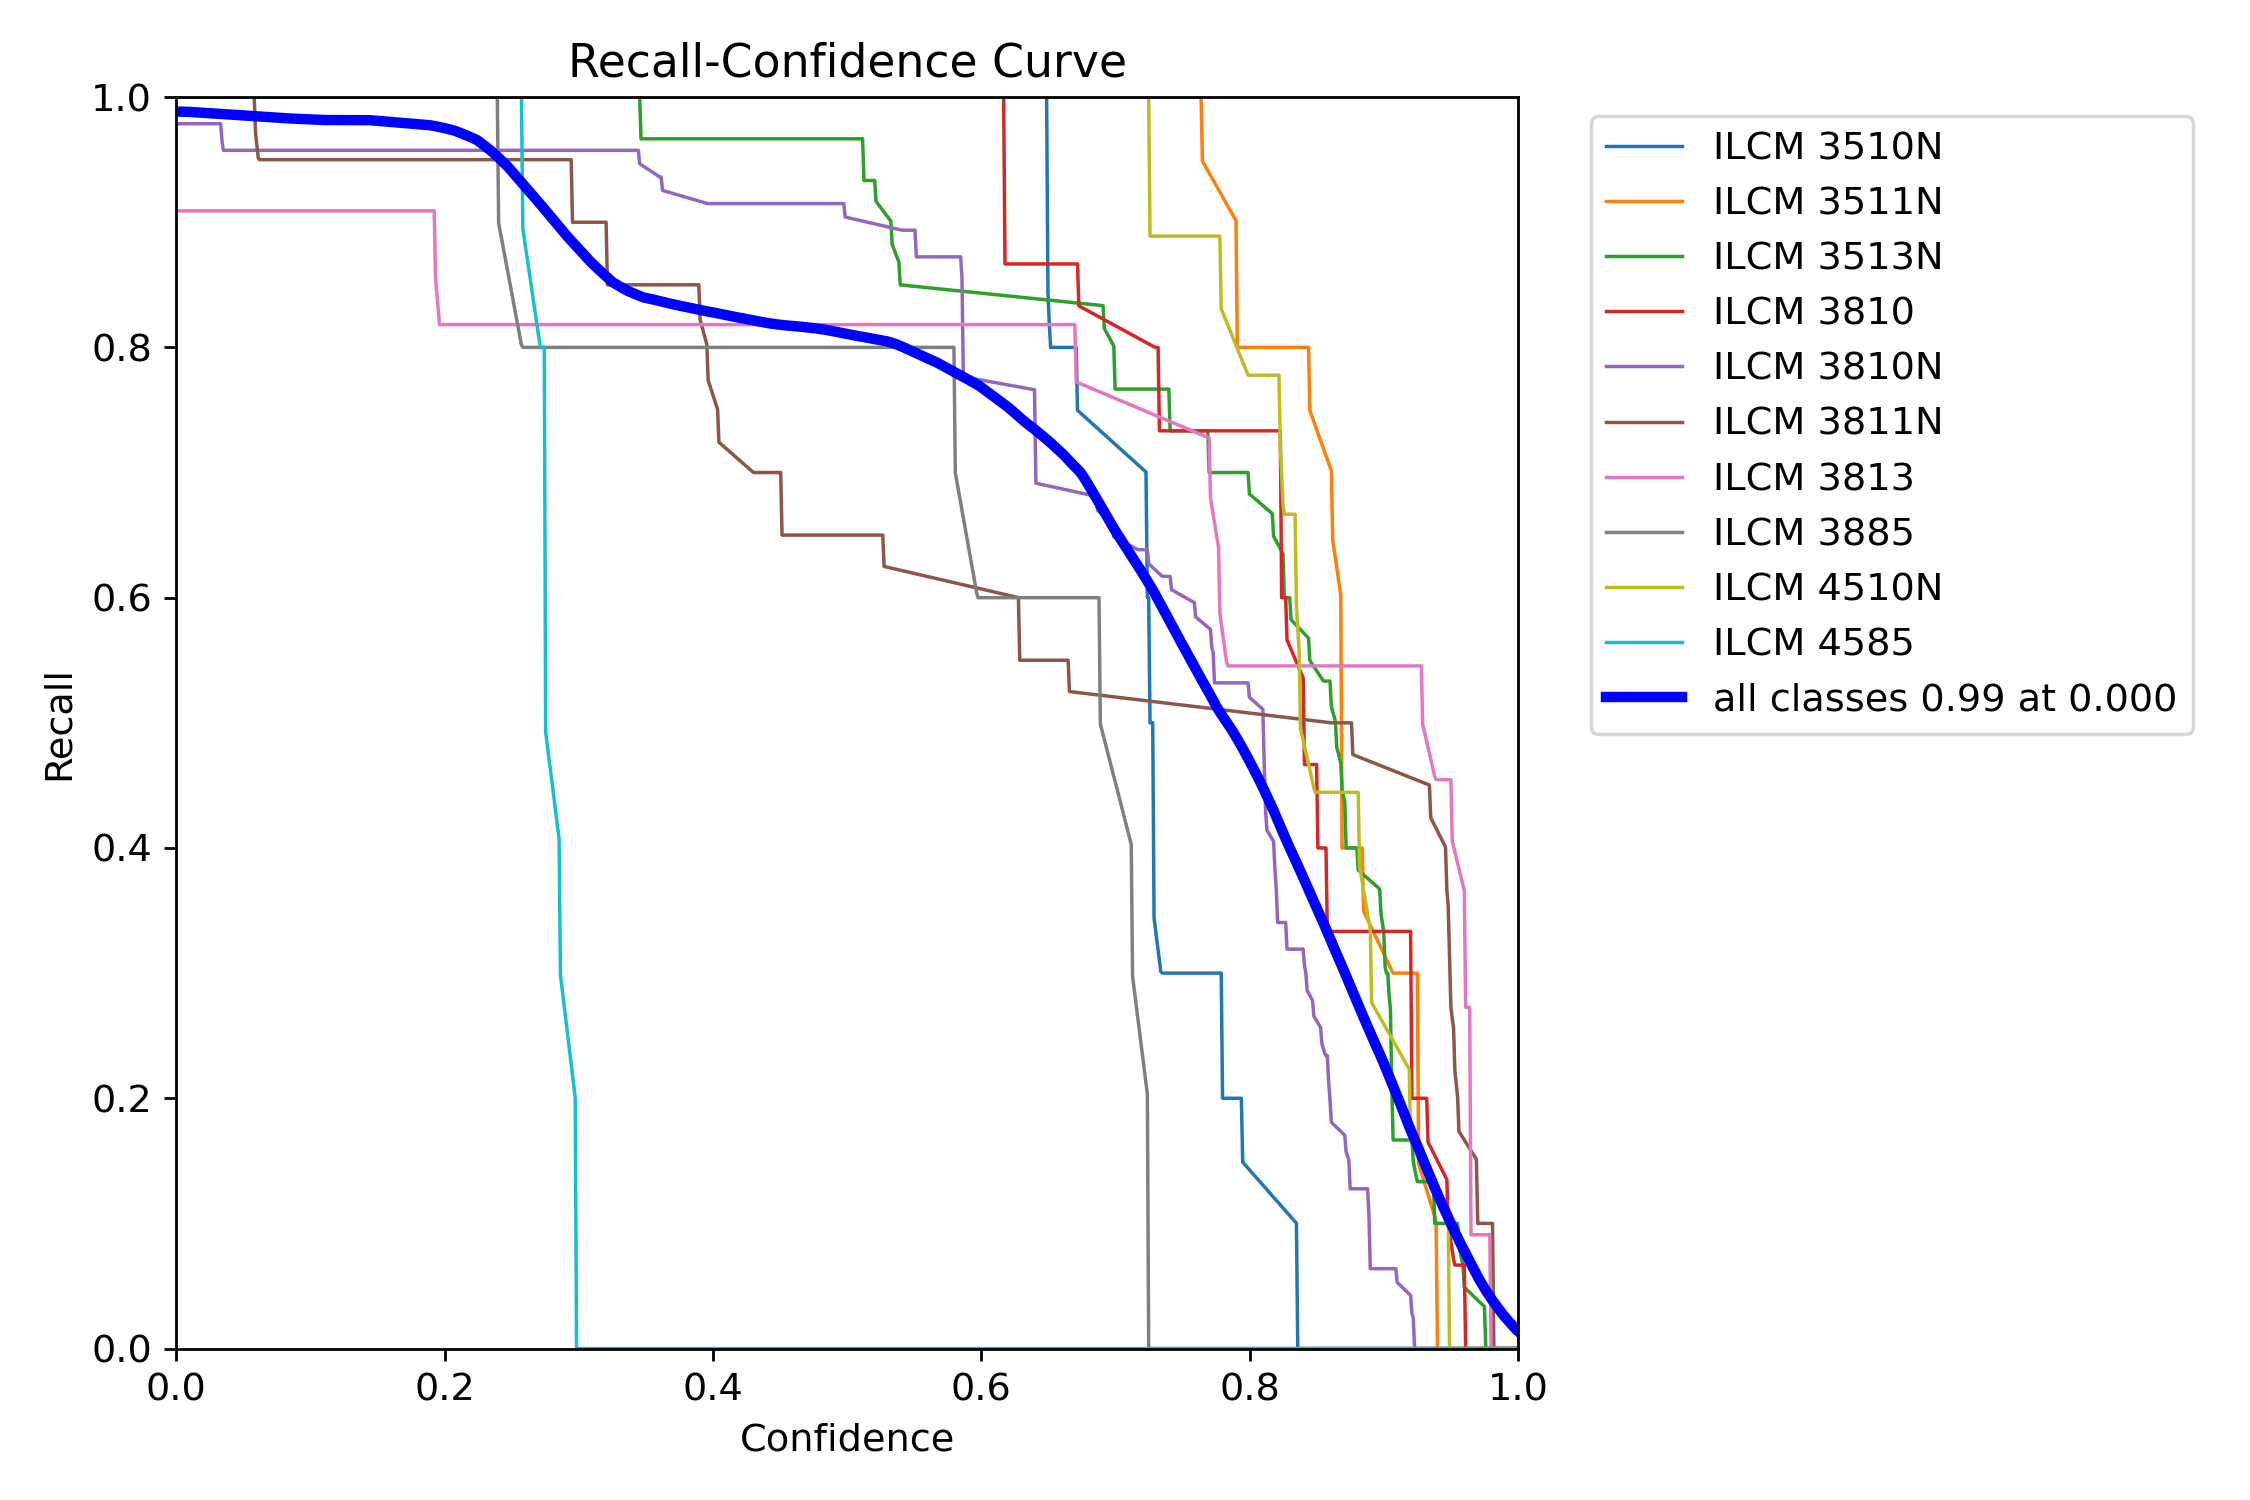 Recall-Confidence Curve
1.0
0.8
0.6
0.4
0.2
0.0
Recall
0.0 0.2 0.4 0.6 0.8 1.0
Confidence
ILCM 3510N
ILCM 3511N
ILCM 3513N
ILCM 3810
ILCM 3810N
ILCM 3811N
ILCM 3813
ILCM 3885
ILCM 4510N
ILCM 4585
all classes 0.99 at 0.000